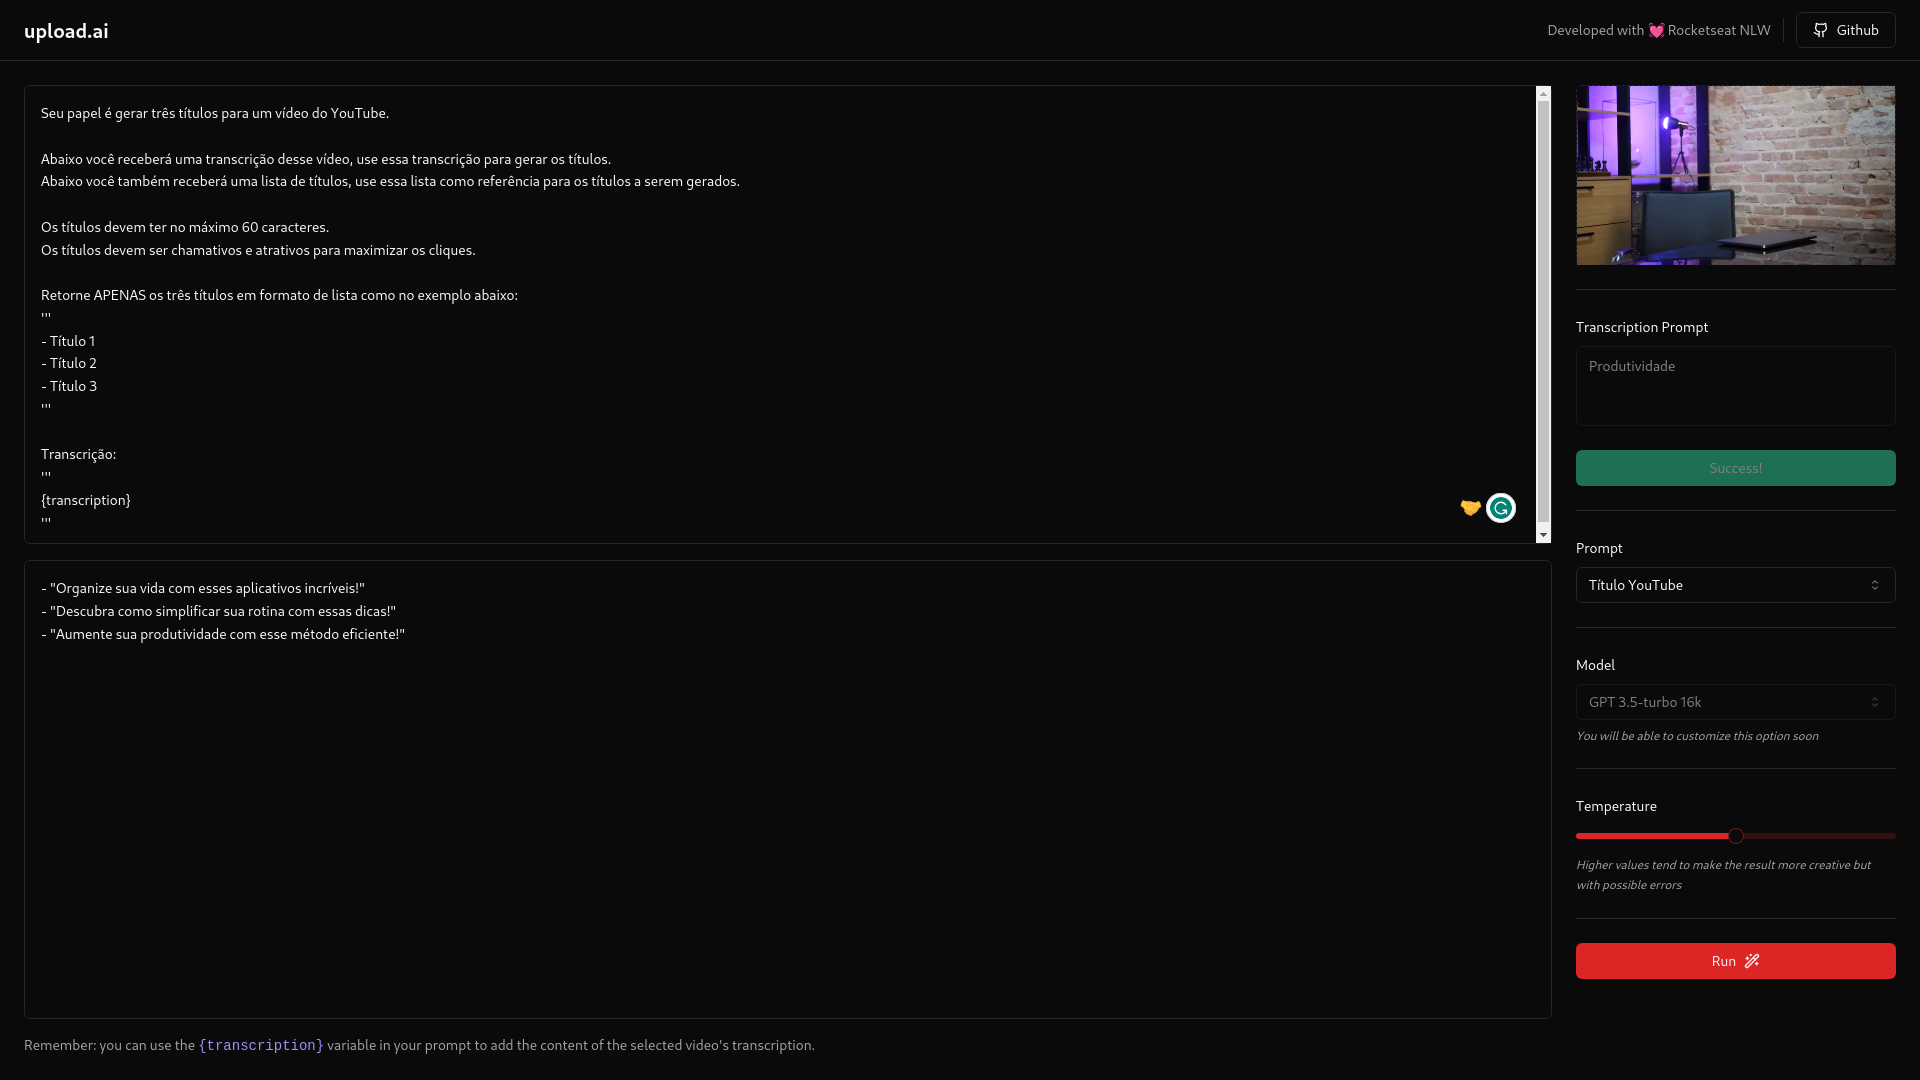 upload.ai
Developed with 💓 Rocketseat NLW
Github
Seu papel é gerar três títulos para um vídeo do YouTube.
Abaixo você receberá uma transcrição desse vídeo, use essa transcrição para gerar os títulos.
Abaixo você também receberá uma lista de títulos, use essa lista como referência para os títulos a serem gerados.
Os títulos devem ter no máximo 60 caracteres.
Os títulos devem ser chamativos e atrativos para maximizar os cliques.
Retorne APENAS os três títulos em formato de lista como no exemplo abaixo:
'''
- Título 1
- Título 2
- Título 3
'''
Transcrição:
'''
{transcription}
'''
- "Organize sua vida com esses aplicativos incríveis!"
- "Descubra como simplificar sua rotina com essas dicas!"
- "Aumente sua produtividade com esse método eficiente!"
Remember: you can use the {transcription} variable in your prompt to add the content of the selected video's transcription.
Transcription Prompt
Produtividade
Success!
Prompt
Título YouTube
Model
GPT 3.5-turbo 16k
You will be able to customize this option soon
Temperature
Higher values tend to make the result more creative but
with possible errors
Run